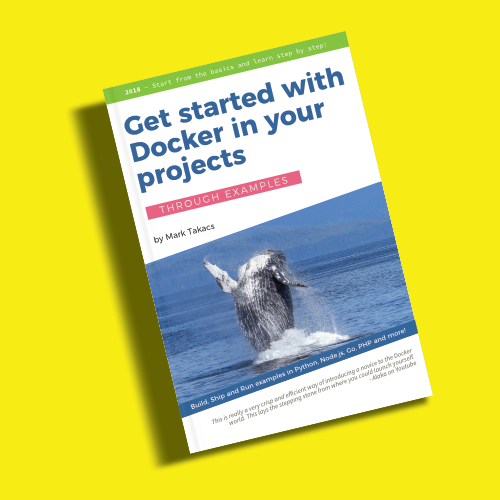 2018 – Start from the basics and learn step by step!
Get started with
Docker in your
projects
THROUGH EXAMPLES
by Mark Takacs
Build, Ship and Run examples in Python, Node.js, Go, PHP and more!
This is really a very crisp and efficient way of introducing a novice to the Docker
world. This lays the stepping stone from where you could launch yourself
- Aloka on Youtube